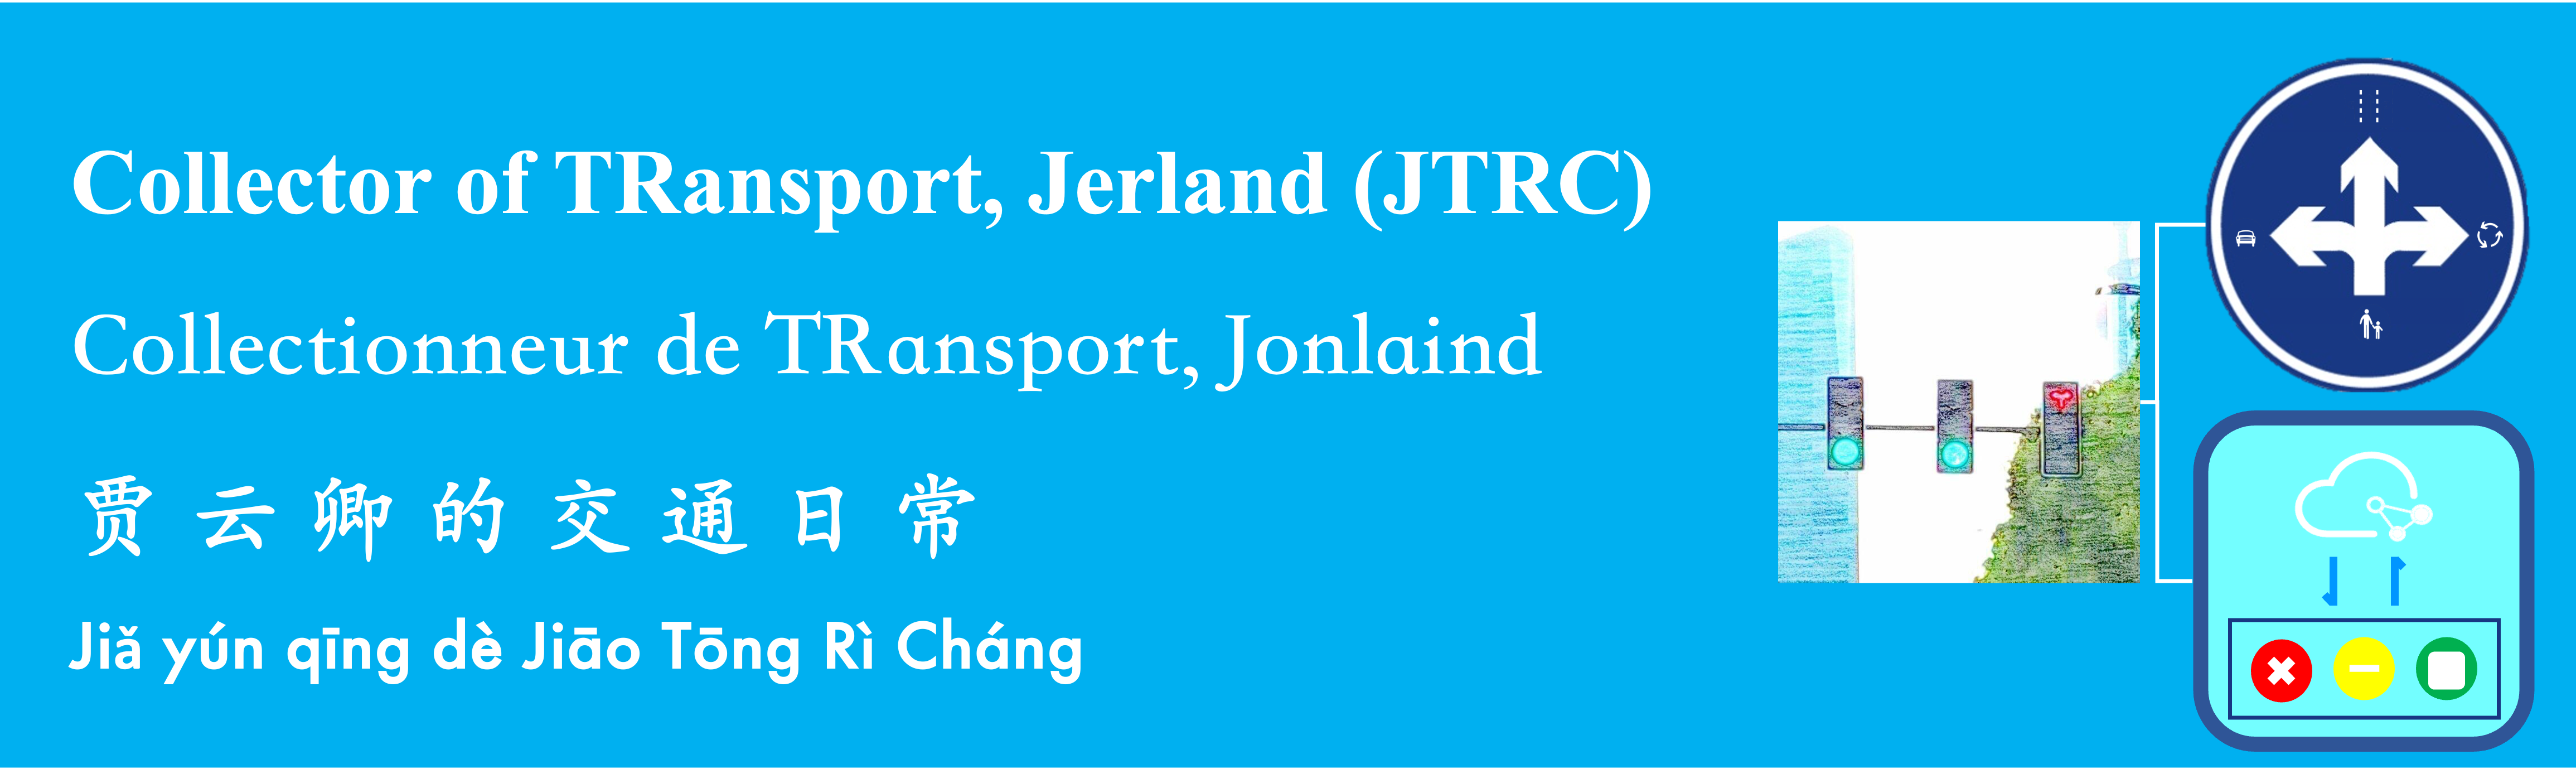 Collector of TRansport, Jerland (JTRC)
Collectionneur de TRansport, Jonlaind
贾云卿的交通日常
Jiǎ yún qīng dè Jiāo Tōng Rì Cháng